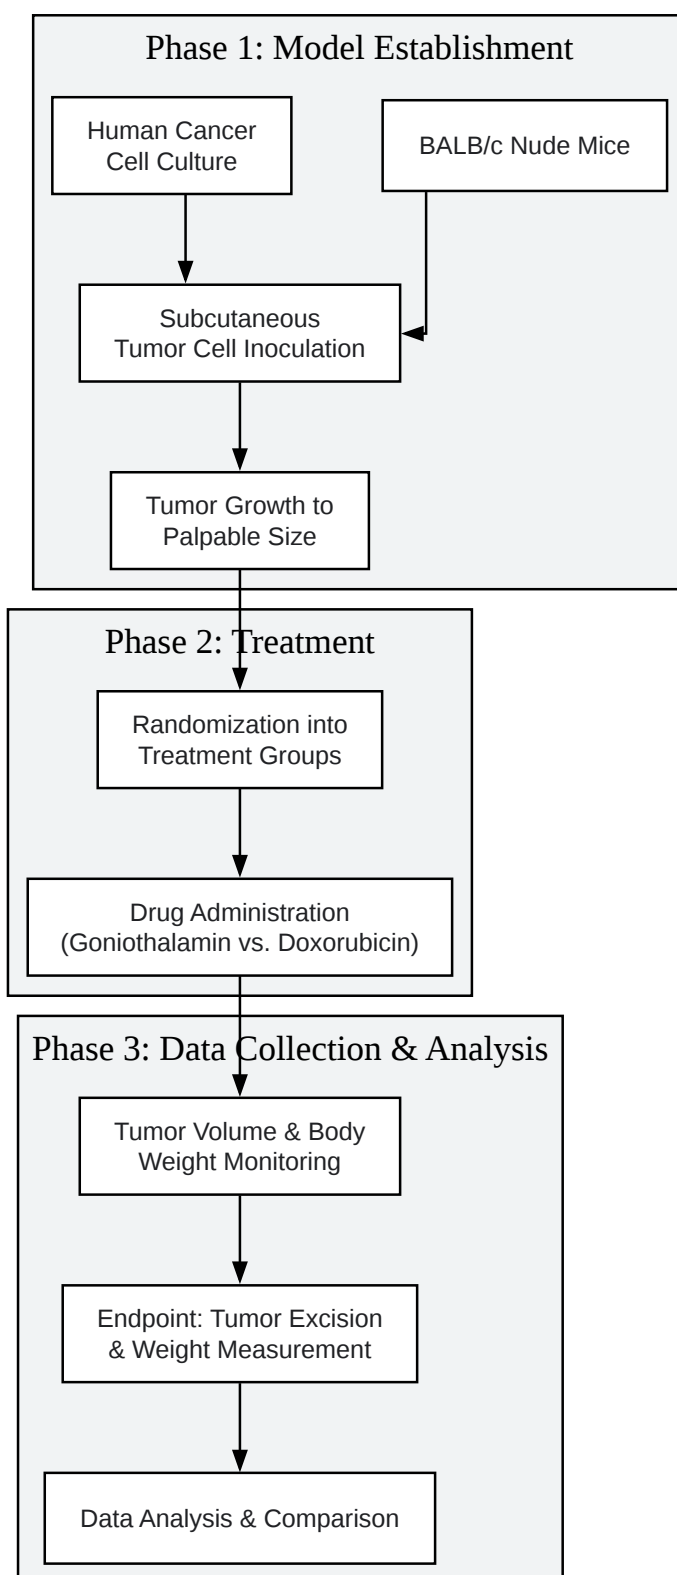 Phase 1: Model Establishment
Human Cancer
Cell Culture
BALB/c Nude Mice
Subcutaneous
Tumor Cell Inoculation
Tumor Growth to
Palpable Size
Phase 2: Treatment
Randomization into
Treatment Groups
Drug Administration
(Goniothalamin vs. Doxorubicin)
Phase 3: Data Collection & Analysis
Tumor Volume & Body
Weight Monitoring
Endpoint: Tumor Excision
& Weight Measurement
Data Analysis & Comparison